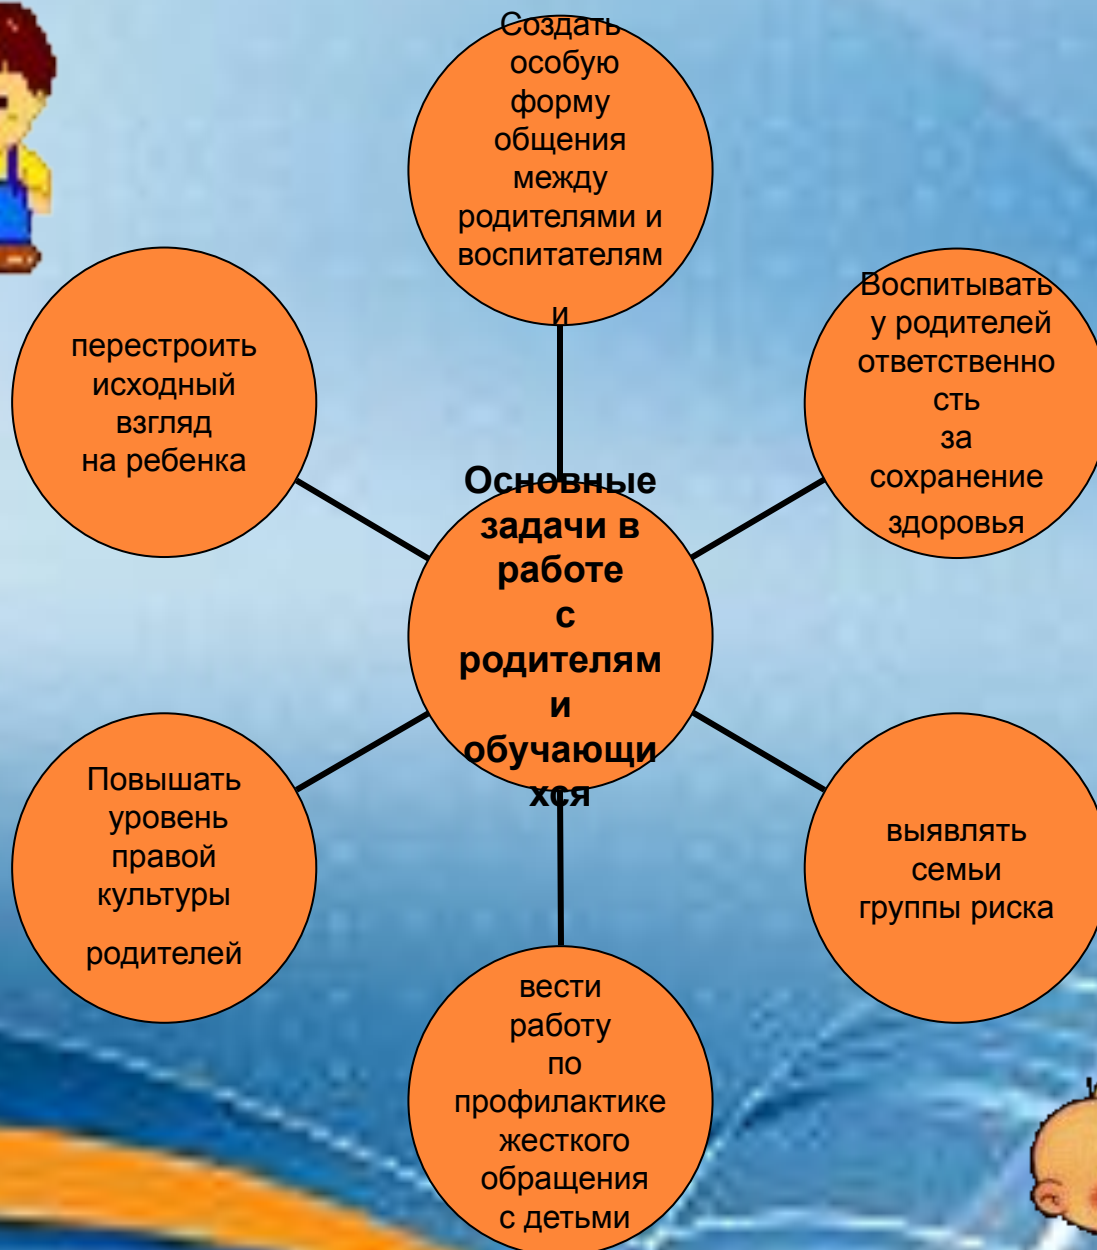 Создать
особую
форму
общения
между
родителями и
воспитателям
и
Воспитывать
у родителей
ответственно
сть
за
сохранение
здоровья
перестроить
исходный
взгляд
на ребенка
Основные
задачи в
работе
с
родителям
и
обучающи
хся
Повышать
уровень
правой
культуры
родителей
выявлять
семьи
группы риска
вести
работу
по
профилактике
жесткого
обращения
с детьми